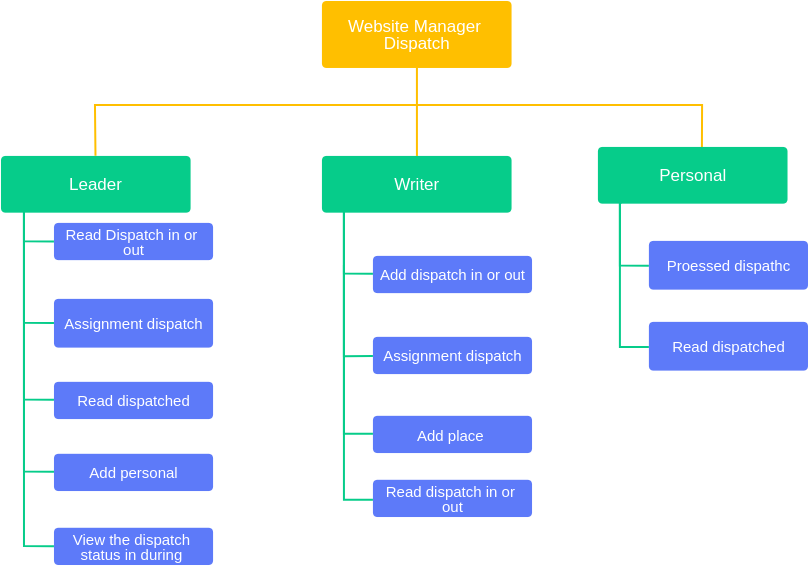 Website Manager
Dispatch
Leader
Read Dispatch in or
out
Assignment dispatch
Read dispatched
Add personal
View the dispatch
status in during
Writer
Add dispatch in or out
Assignment dispatch
Add place
Read dispatch in or
out
Personal
Proessed dispathc
Read dispatched